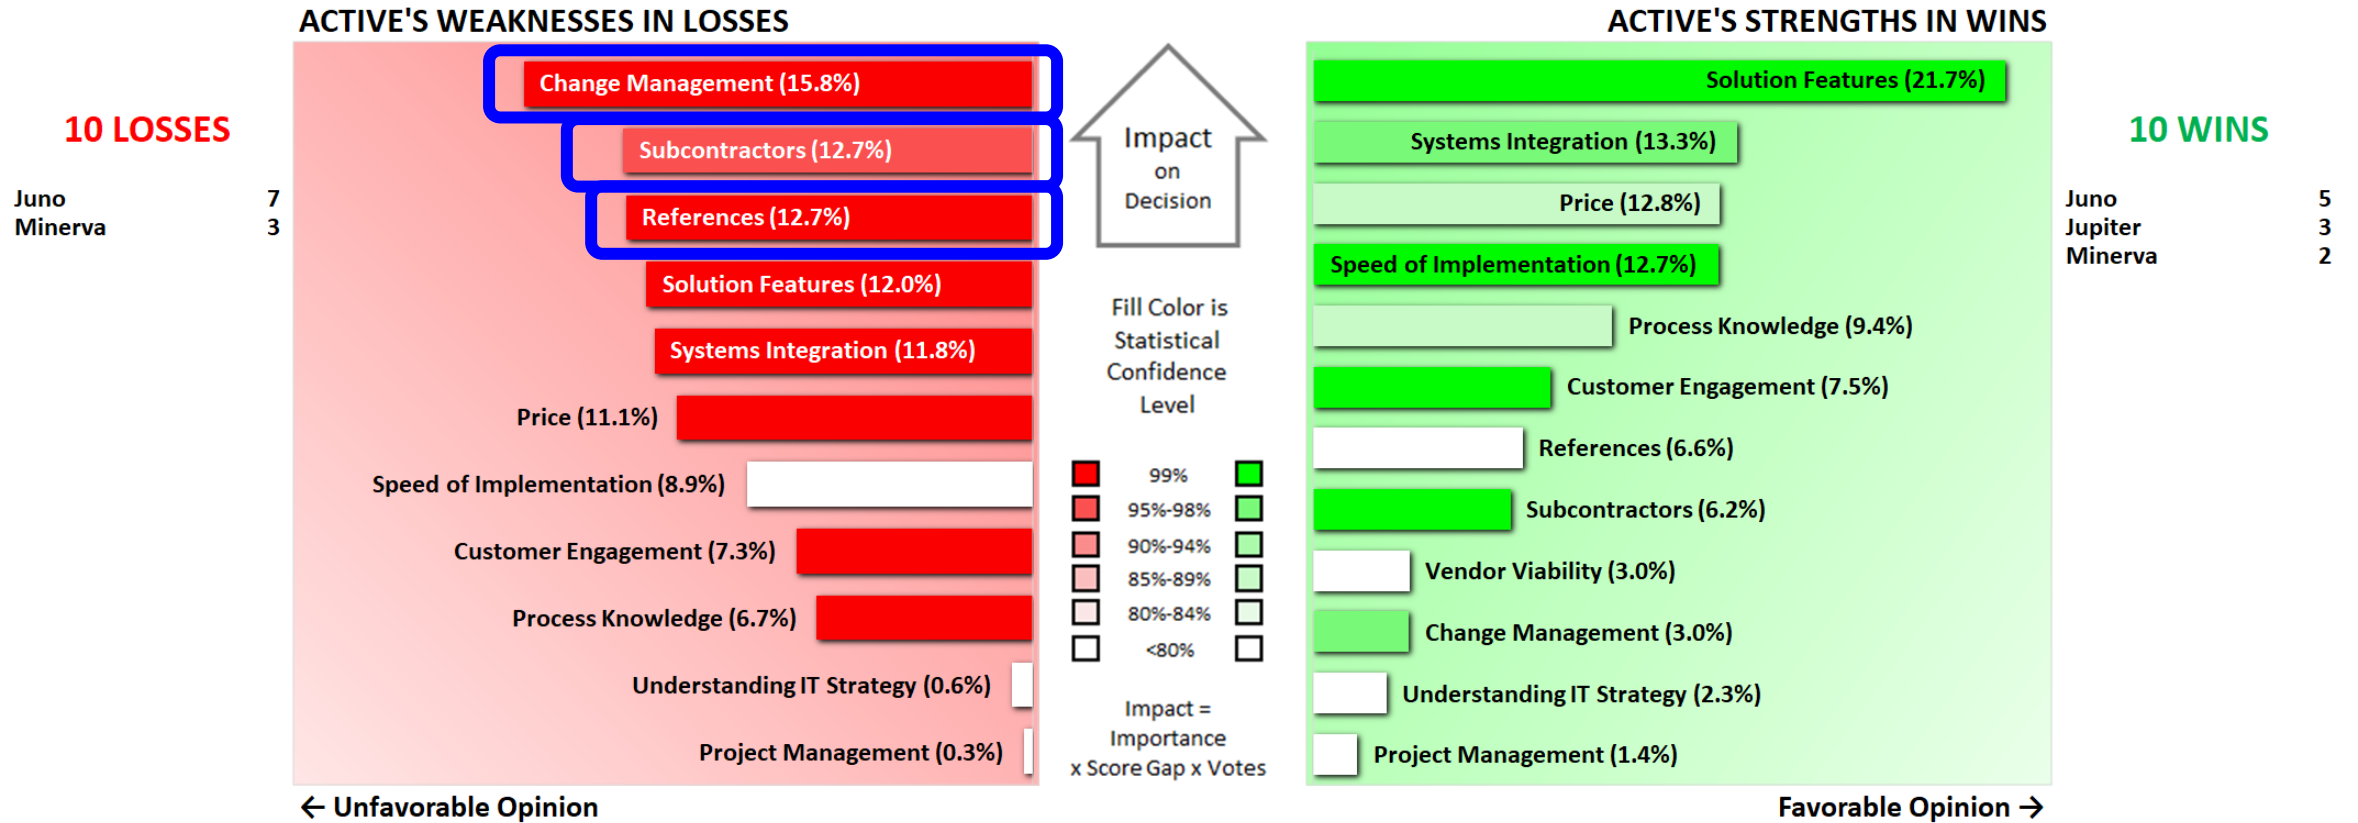 ACTIVE'S WEAKNESSES IN LOSSES
10 LOSSES
Juno 7
Minerva 3
Change Management (15.8%)
Subcontractors (12.7%)
References (12.7%)
Solution Features (12.0%)
Systems Integration (11.8%)
Price (11.1%)
Speed of Implementation (8.9%)
Customer Engagement (7.3%)
Process Knowledge (6.7%)
Understanding IT Strategy (0.6%)
Project Management (0.3%)
← Unfavorable Opinion
Impact
on
Decision
Fill Color is
Statistical
Confidence
Level
99%
95%-98%
90%-94%
85%-89%
80%-84%
<80%
Impact =
Importance
x Score Gap x Votes
ACTIVE'S STRENGTHS IN WINS
Solution Features (21.7%)
Systems Integration (13.3%)
Price (12.8%)
Speed of Implementation (12.7%)
Process Knowledge (9.4%)
Customer Engagement (7.5%)
References (6.6%)
Subcontractors (6.2%)
Vendor Viability (3.0%)
Change Management (3.0%)
Understanding IT Strategy (2.3%)
Project Management (1.4%)
Favorable Opinion →
10 WINS
Juno 5
Jupiter 3
Minerva 2